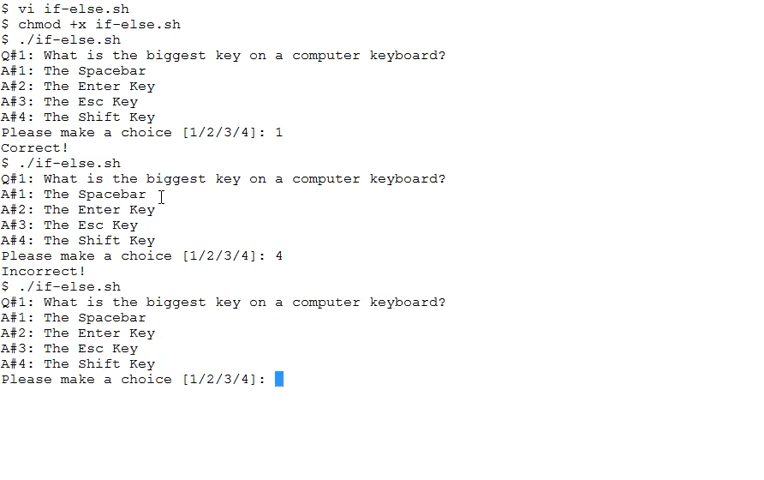 $ vi if-else.sh
$ chmod +x if-else.sh
$ ./if-else.sh
Q#1: What is the biggest key on a computer keyboard?
A#1: The Spacebar
A#2: The Enter Key
A#3: The Esc Key
A#4: The Shift Key
Please make a choice [1/2/3/4]: 1
Correct!
$ ./if-else.sh
Q#1: What is the biggest key on a computer keyboard?
A#1: The Spacebar
A#2: The Enter Key
A#3: The Esc Key
A#4: The Shift Key
Please make a choice [1/2/3/4]: 4
Incorrect!
$ ./if-else.sh
Q#1: What is the biggest key on a computer keyboard?
A#1: The Spacebar
A#2: The Enter Key
A#3: The Esc Key
A#4: The Shift Key
Please make a choice [1/2/3/4]: